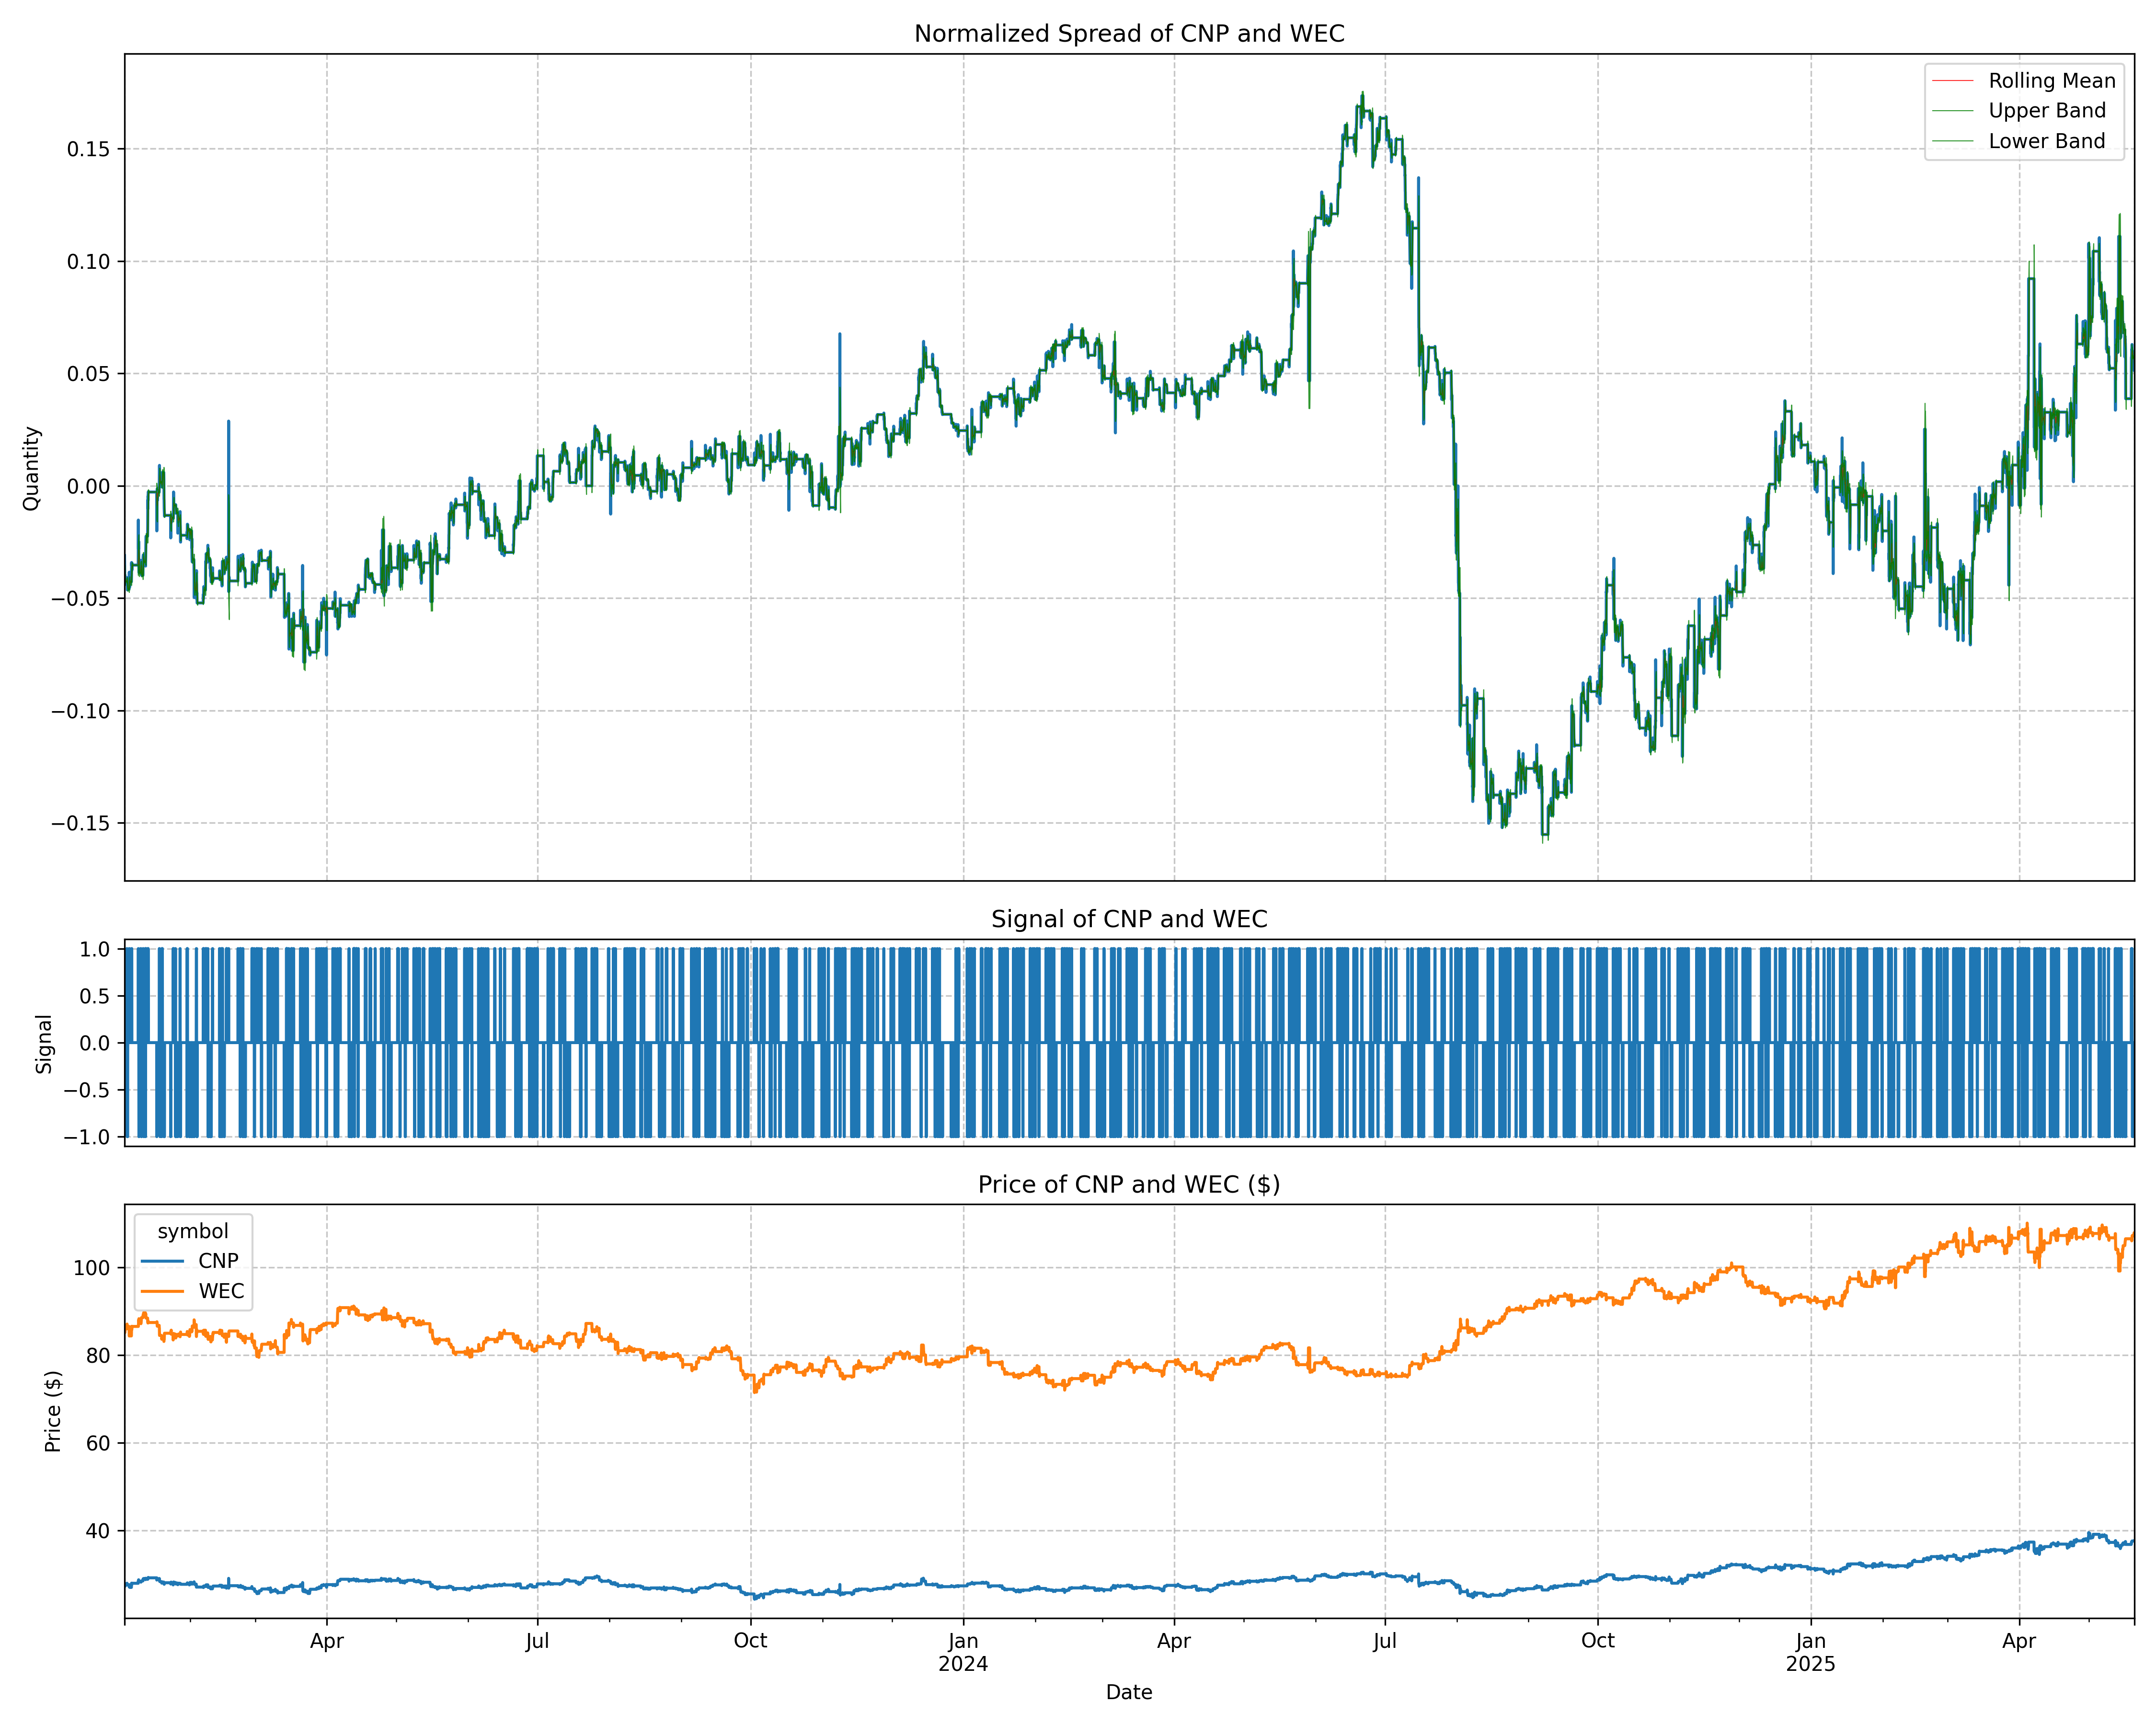 Normalized Spread of CNP and WEC
Rolling Mean
Upper Band
Lower Band
0.15
0.10
0.05
0.00
−0.05
−0.10
−0.15
Quantity
Signal of CNP and WEC
1.0
0.5
0.0
−0.5
−1.0
Signal
Price of CNP and WEC ($)
symbol
CNP
WEC
100
80
60
40
Price ($)
Apr
Jul
Oct
Jan
2024
Apr
Jul
Oct
Jan
2025
Apr
Date